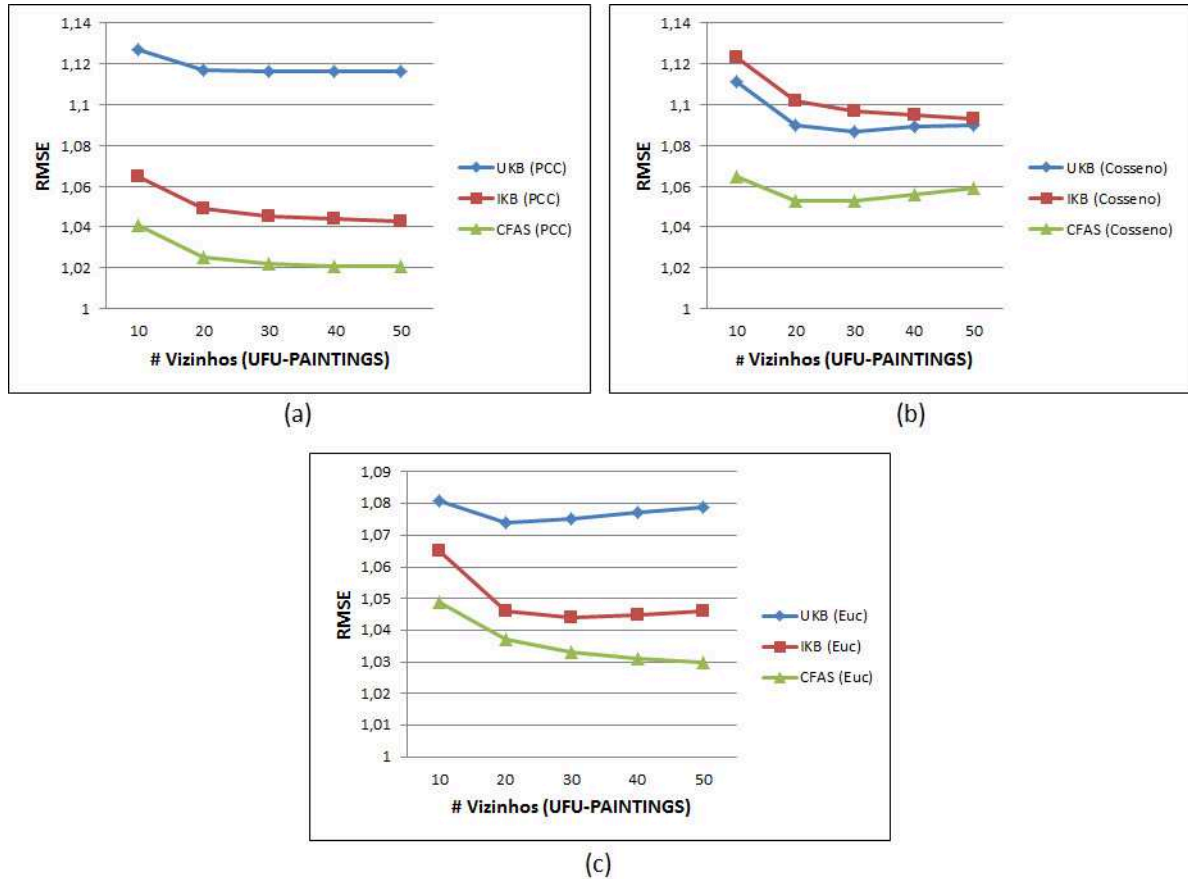 1,14
1,12
1,1
1,08
1,06
1,04
1,02
1
RMSE
10 20 30 40 50
# Vizinhos (UFU-PAINTINGS)
UKB (PCC)
IKB (PCC)
CFAS (PCC)
(a)
1,14
1,12
1,1
1,08
1,06
1,04
1,02
1
RMSE
10 20 30 40 50
# Vizinhos (UFU-PAINTINGS)
UKB (Cosseno)
IKB (Cosseno)
CFAS (Cosseno)
(b)
1,09
1,08
1,07
1,06
1,05
1,04
1,03
1,02
1,01
1
RMSE
10 20 30 40 50
# Vizinhos (UFU-PAINTINGS)
UKB (Euc)
IKB (Euc)
CFAS (Euc)
(c)